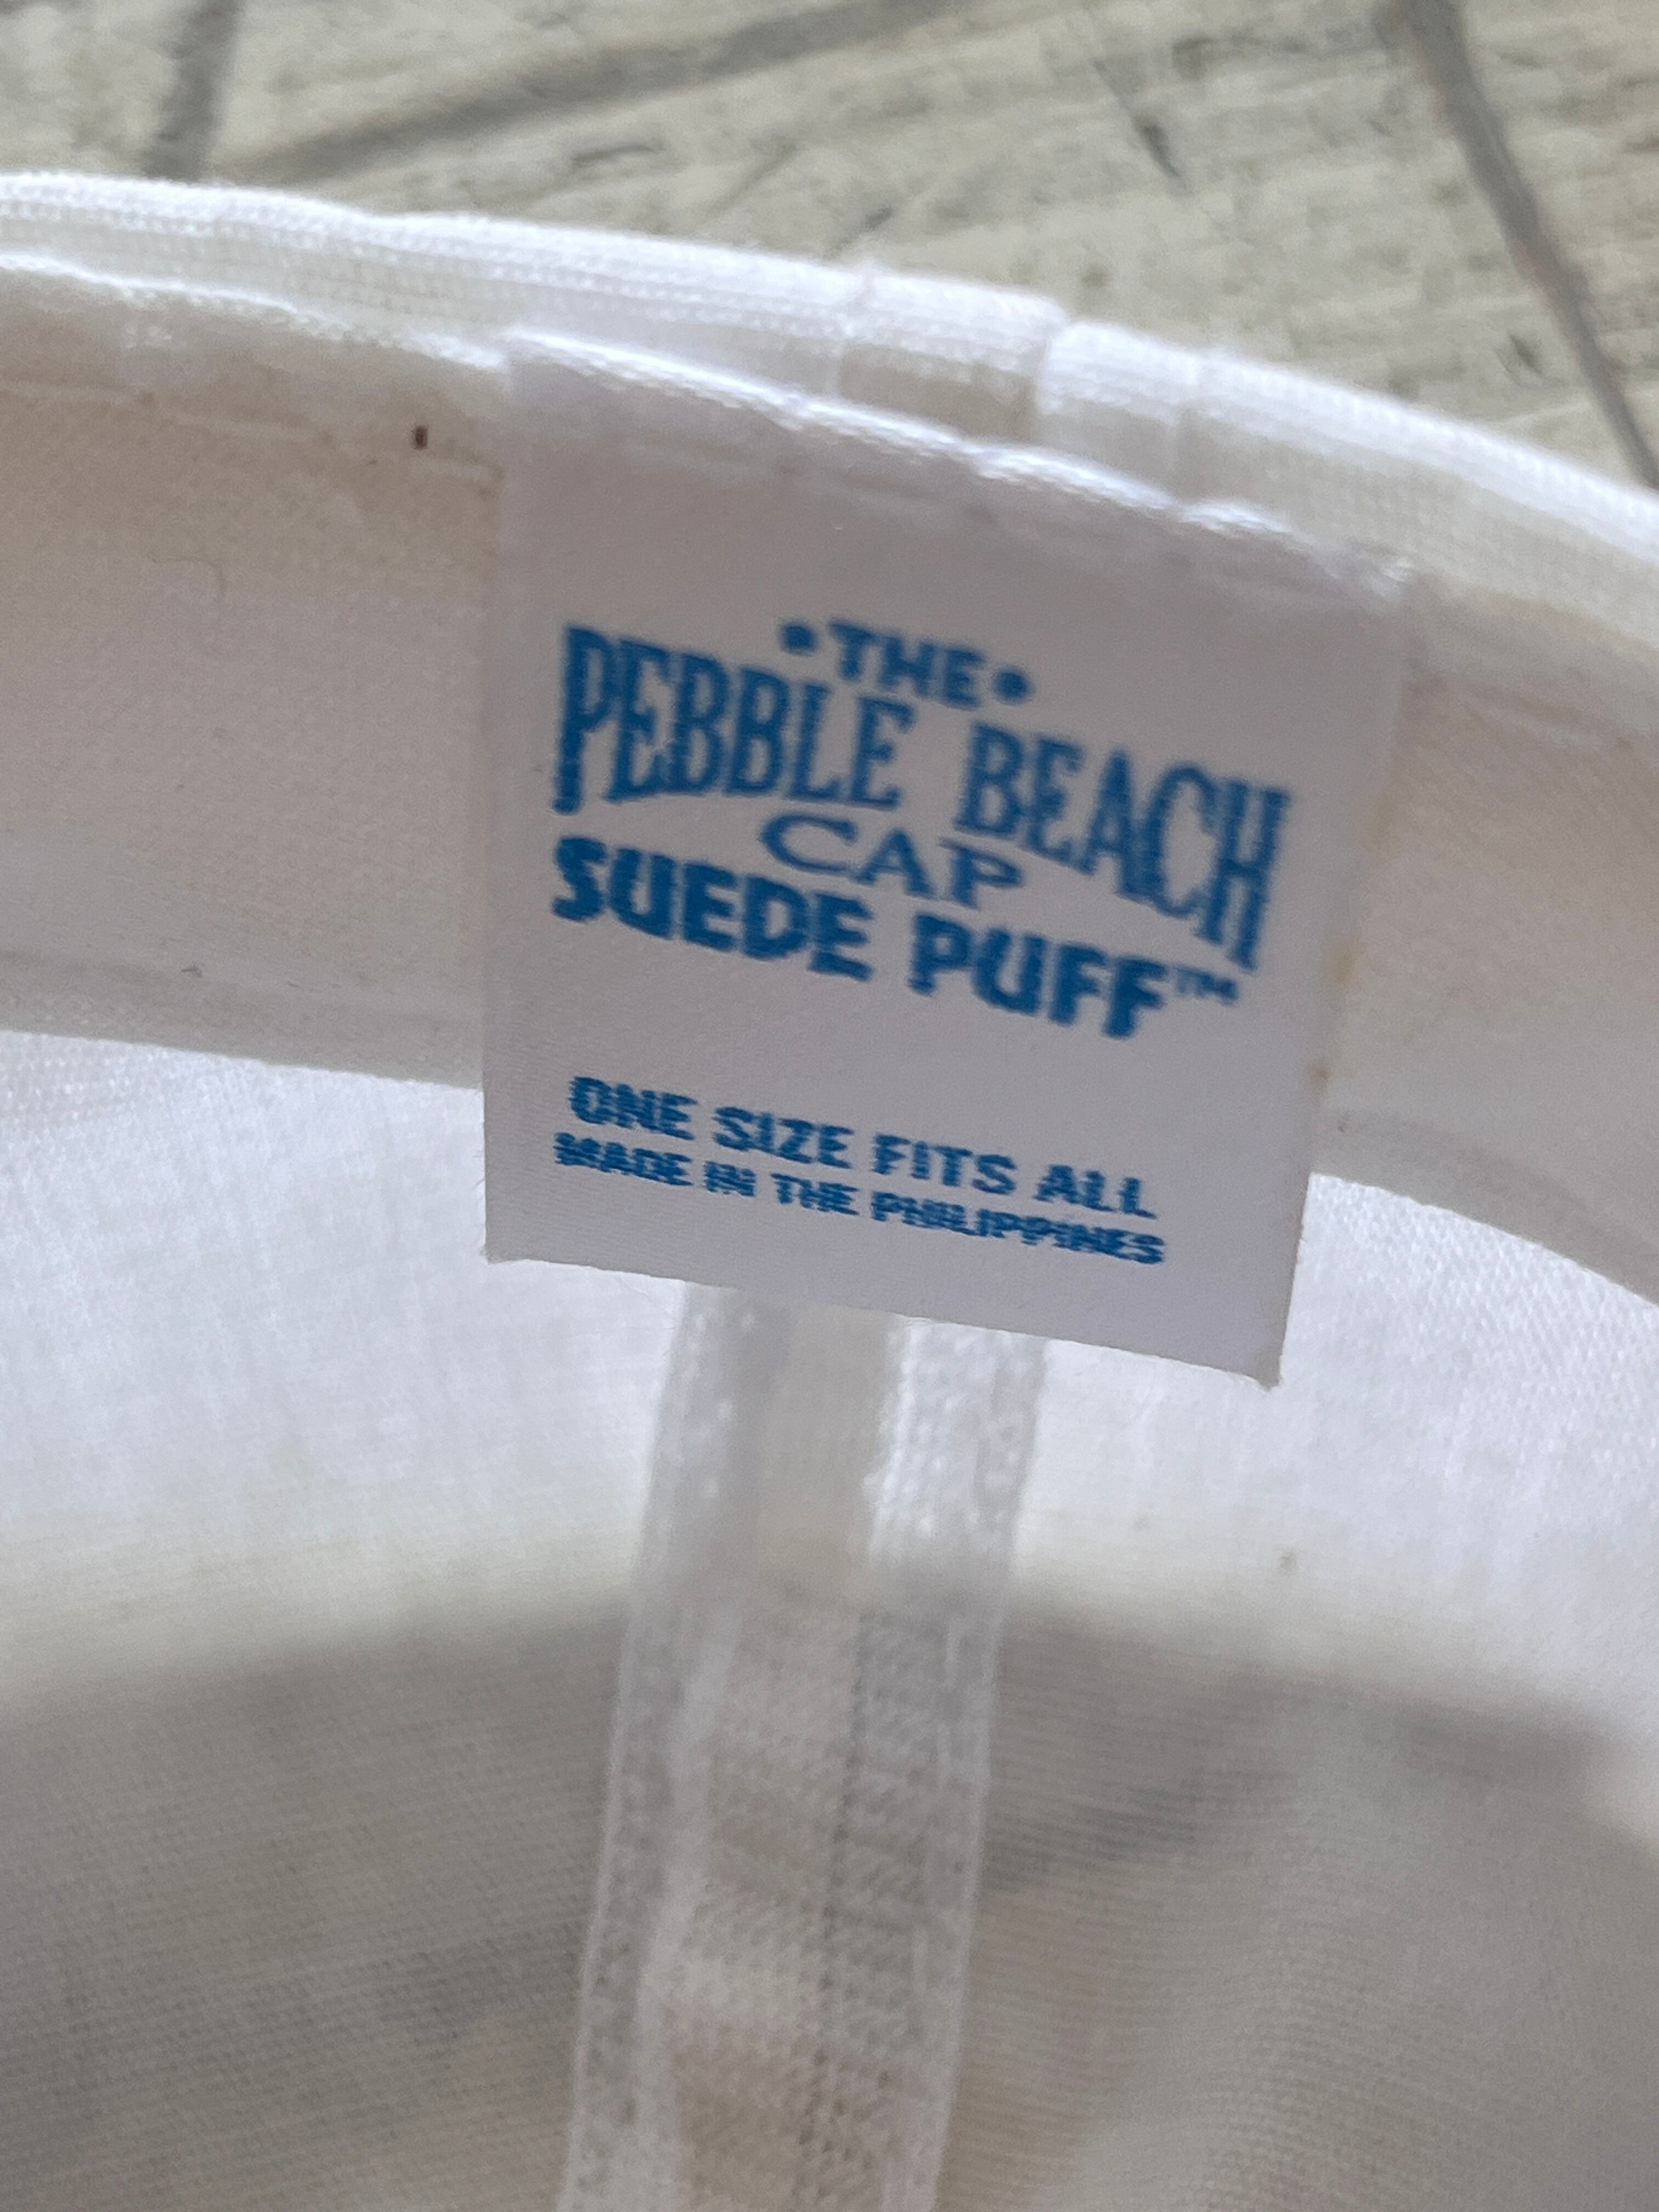 •THE•
PEBBLE BEACH
CAP
SUEDE PUFF™
ONE SIZE FITS ALL
MADE IN THE PHILIPPINES